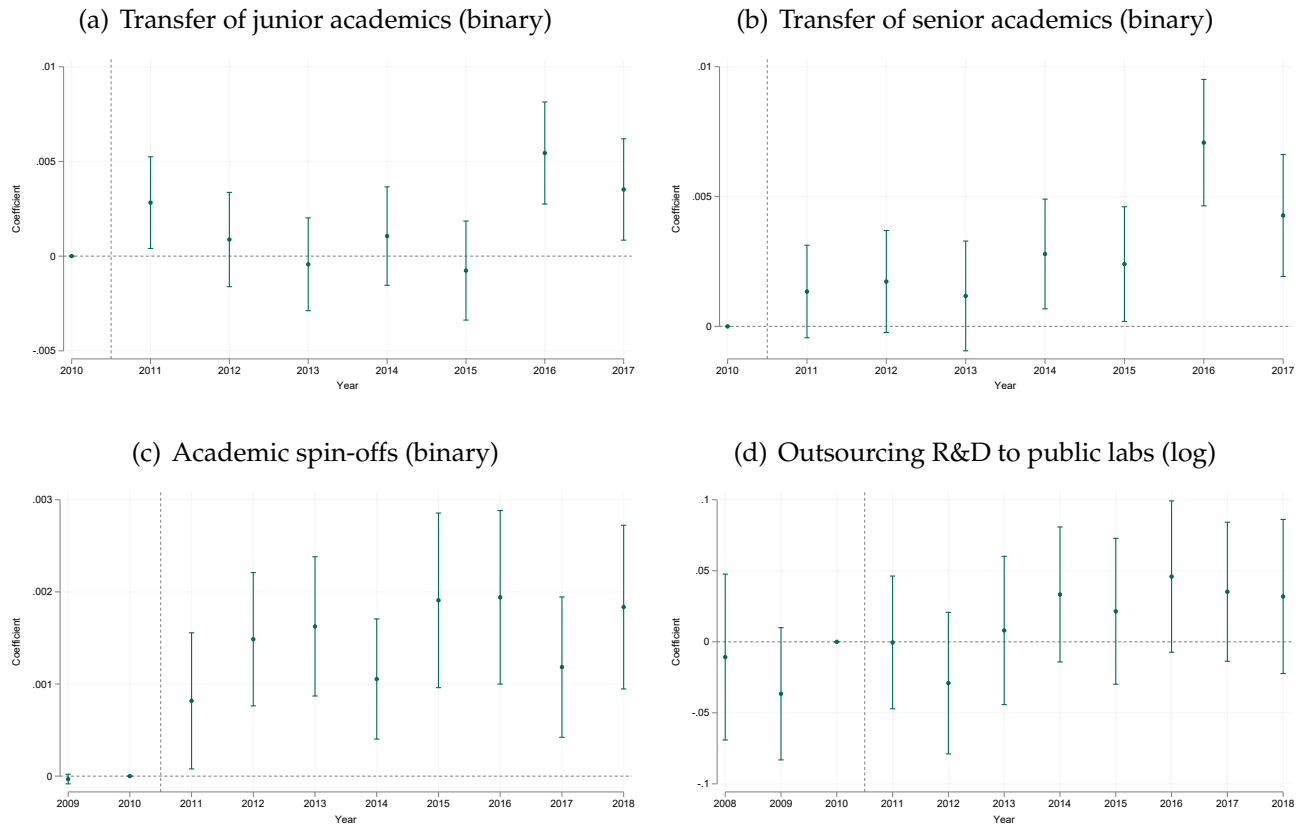 (a) Transfer of junior academics (binary)
.01
.005
0
-.005
Coefficient
2010 2011 2012 2013 2014 2015 2016 2017
Year
(b) Transfer of senior academics (binary)
.01
.005
0
Coefficient
2010 2011 2012 2013 2014 2015 2016 2017
Year
(c) Academic spin-offs (binary)
.003
.002
.001
0
Coefficient
2009 2010 2011 2012 2013 2014 2015 2016 2017 2018
Year
(d) Outsourcing R&D to public labs (log)
.1
.05
0
-.05
-.1
Coefficient
2008 2009 2010 2011 2012 2013 2014 2015 2016 2017 2018
Year